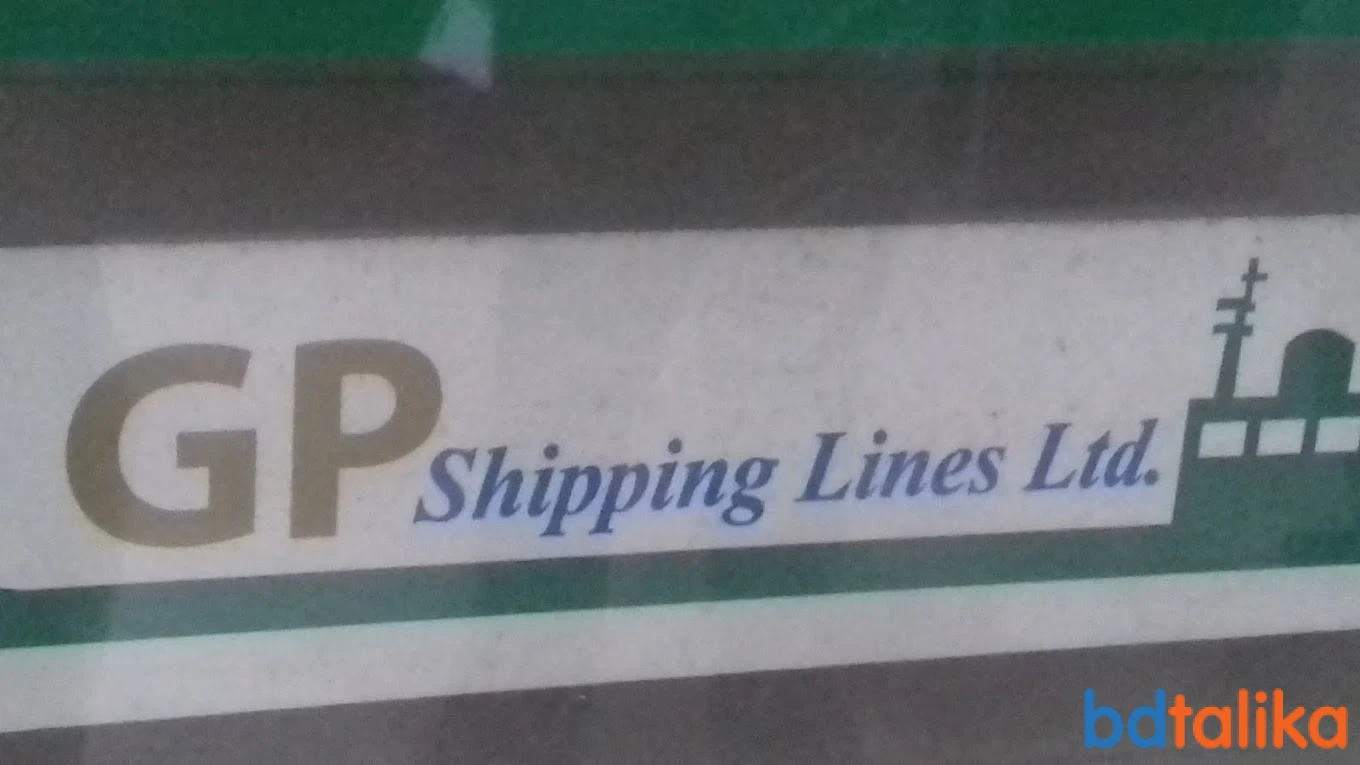 GP Shipping Lines Ltd.
bdtalika